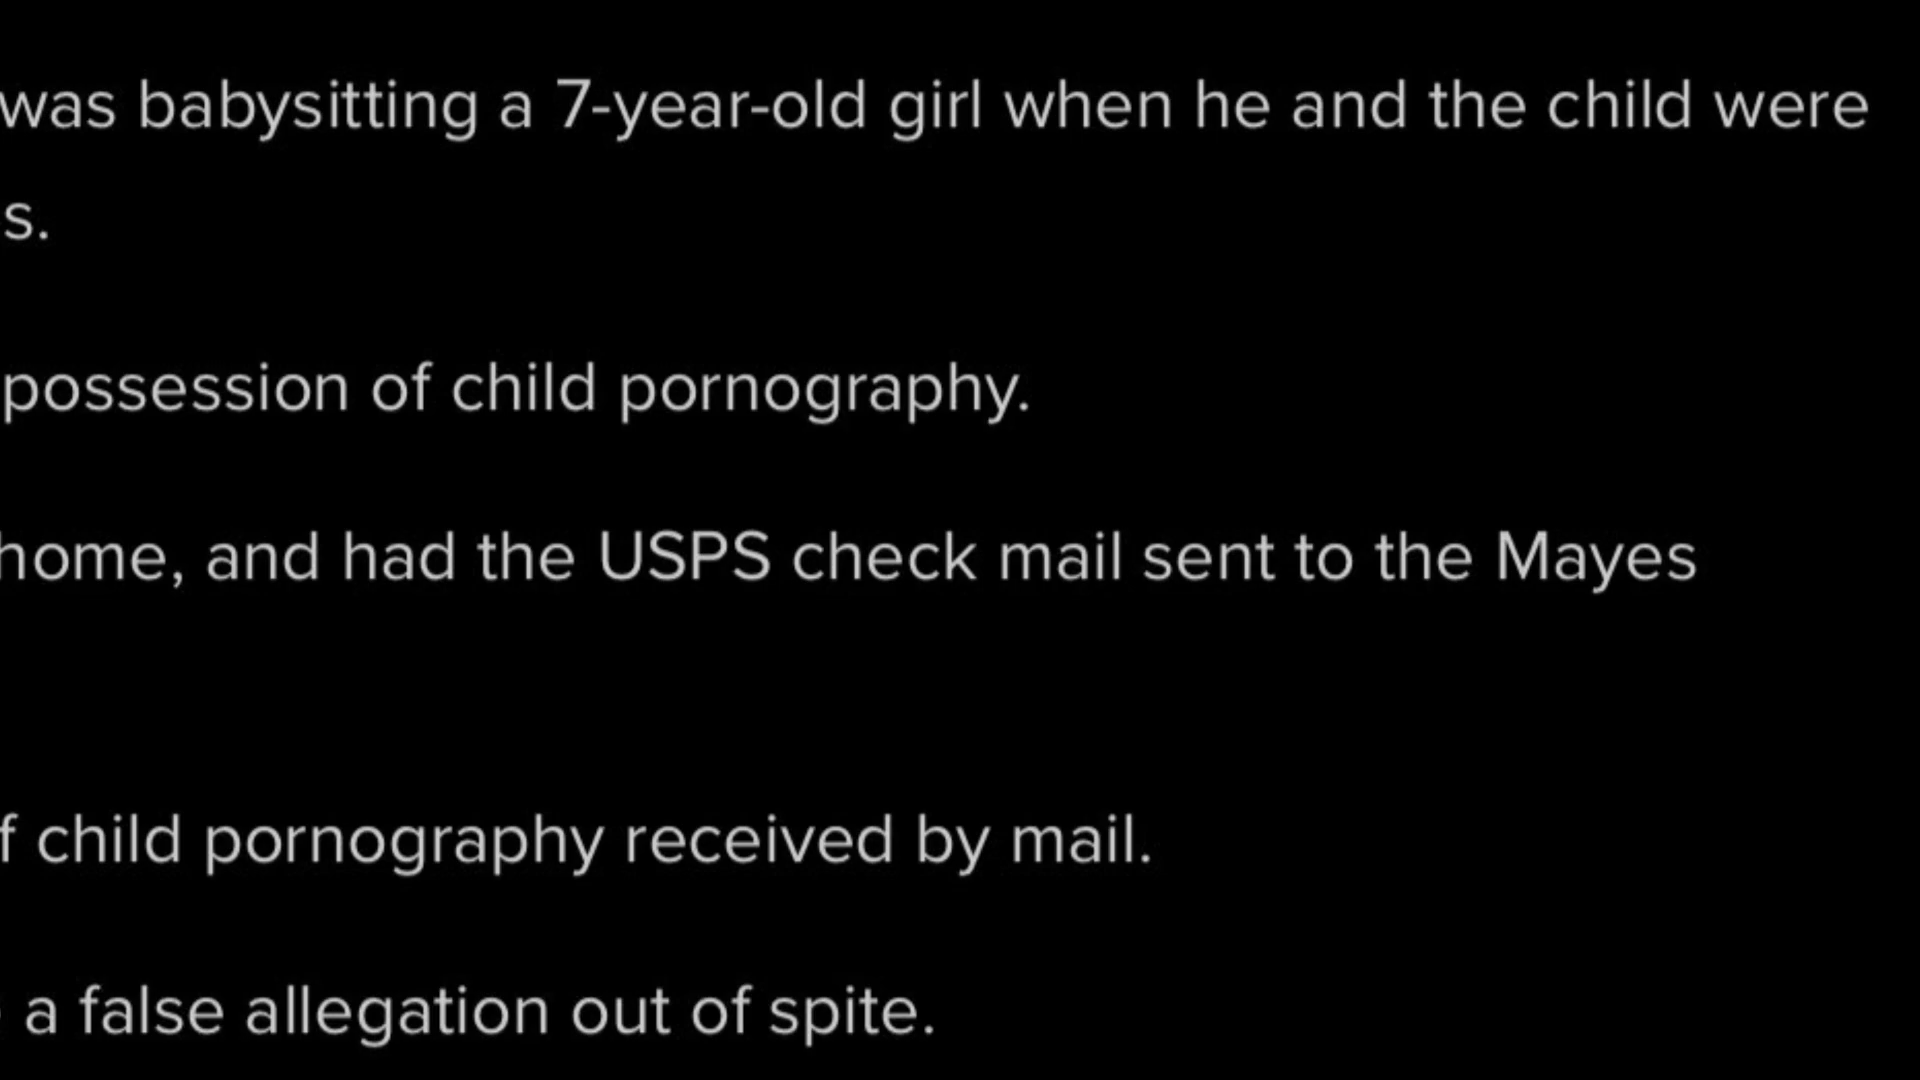 was babysitting a 7-year-old girl when he and the child were
s.
possession of child pornography.
home, and had the USPS check mail sent to the Mayes
f child pornography received by mail.
a false allegation out of spite.